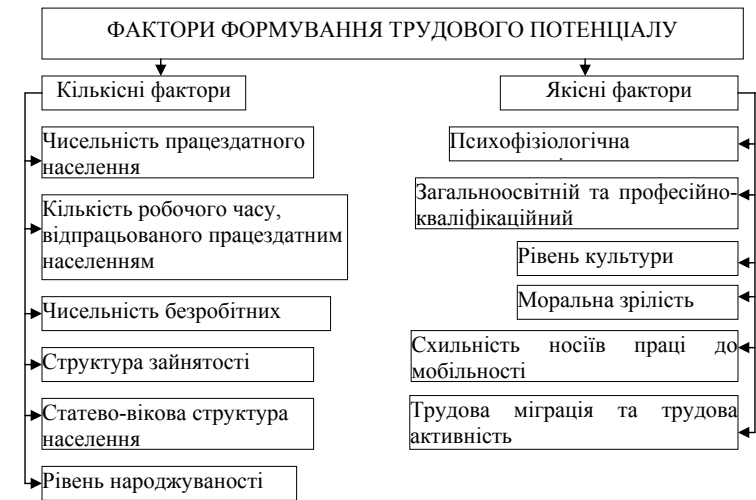 ФАКТОРИ ФОРМУВАННЯ ТРУДОВОГО ПОТЕНЦІАЛУ
Кількісні фактори
Чисельність працездатного
населення
Кількість робочого часу,
відпрацьованого працездатним
населенням
Чисельність безробітних
Структура зайнятості
Статево-вікова структура
населення
Рівень народжуваності
Якісні фактори
Психофізіологічна
Загальноосвітній та професійно-
кваліфікаційний
Рівень культури
Моральна зрілість
Схильність носіїв праці до
мобільності
Трудова міграція та трудова
активність